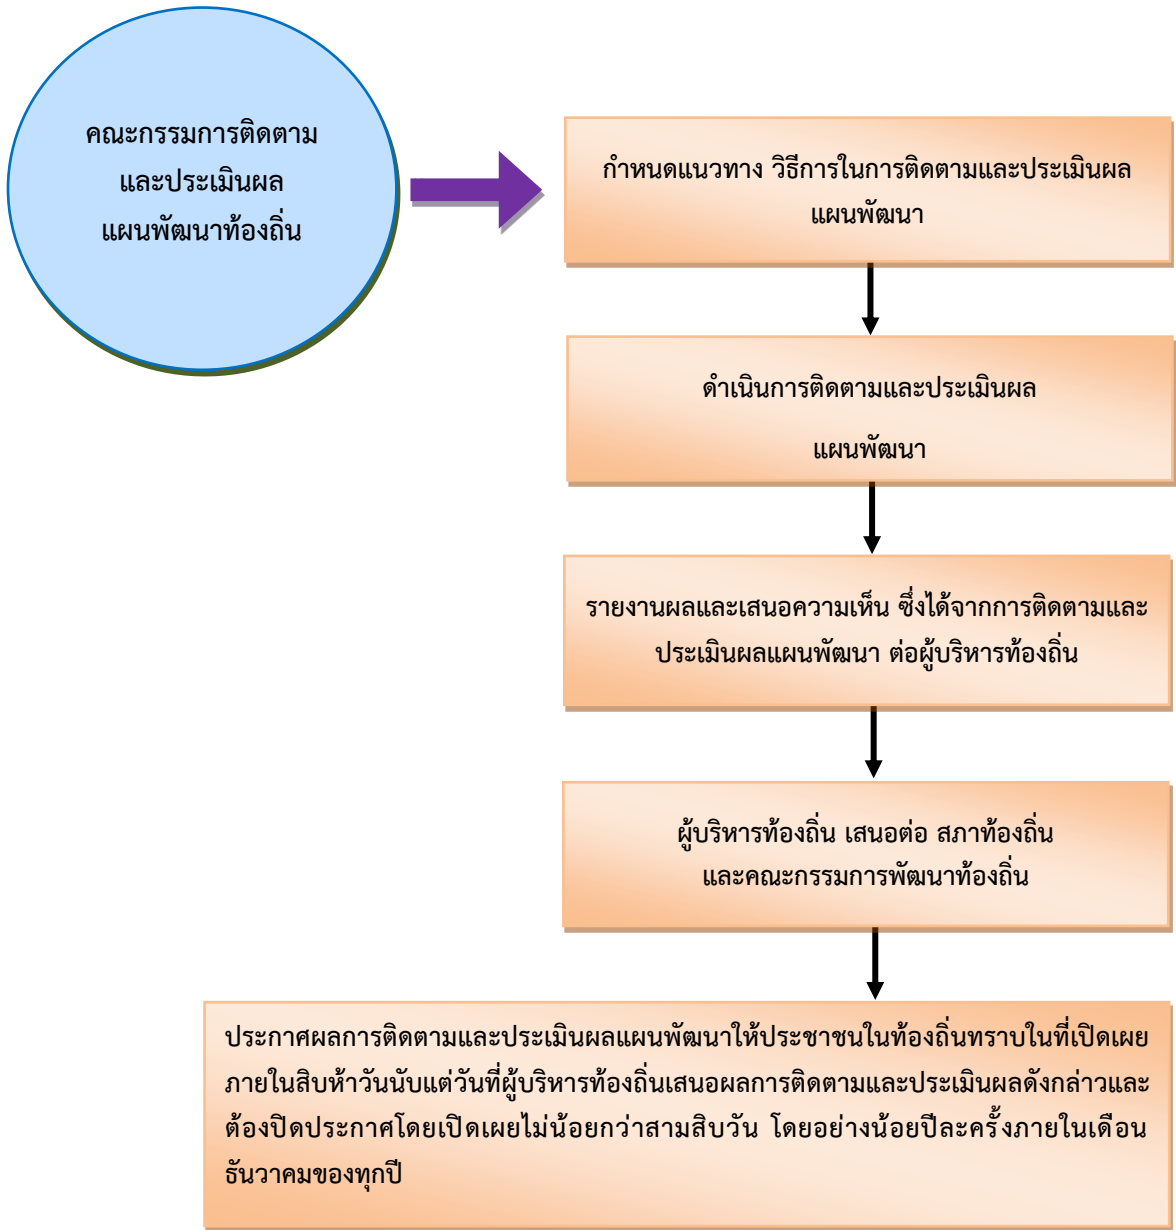 คณะกรรมการติดตาม
และประเมินผล
แผนพัฒนาท้องถิ่น
กำหนดแนวทาง วิธีการในการติดตามและประเมินผล
แผนพัฒนา
ดำเนินการติดตามและประเมินผล
แผนพัฒนา
รายงานผลและเสนอความเห็น ซึ่งได้จากการติดตามและ
ประเมินผลแผนพัฒนา ต่อผู้บริหารท้องถิ่น
ผู้บริหารท้องถิ่น เสนอต่อ สภาท้องถิ่น
และคณะกรรมการพัฒนาท้องถิ่น
ประกาศผลการติดตามและประเมินผลแผนพัฒนาให้ประชาชนในท้องถิ่นทราบในที่เปิดเผย
ภายในสิบห้าวันนับแต่วันที่ผู้บริหารท้องถิ่นเสนอผลการติดตามและประเมินผลดังกล่าวและ
ต้องปิดประกาศโดยเปิดเผยไม่น้อยกว่าสามสิบวัน โดยอย่างน้อยปีละครั้งภายในเดือน
ธันวาคมของทุกปี